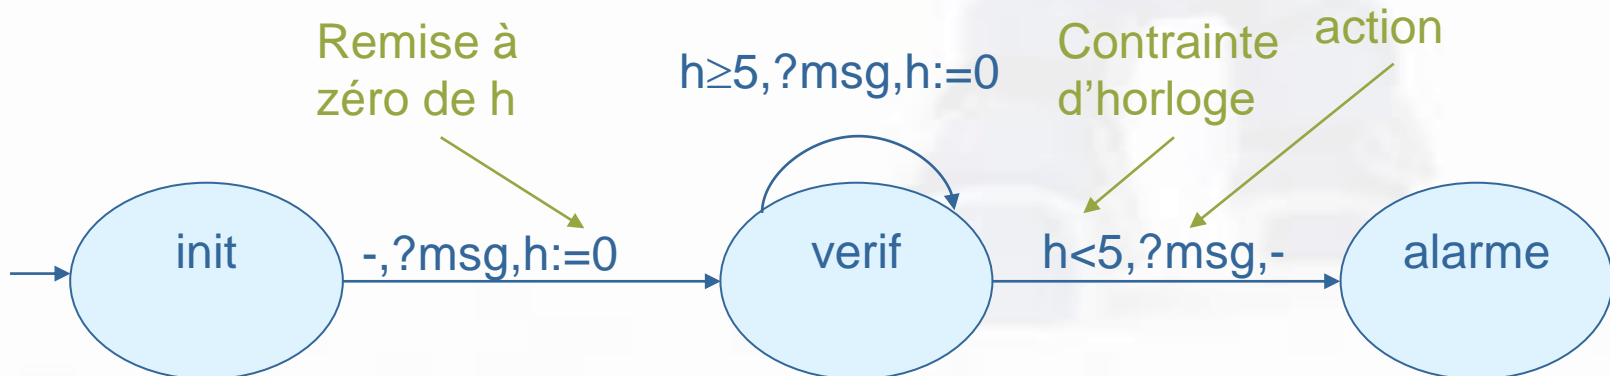 Remise à
zéro de h
h≥5,?msg,h:=0
Contrainte
d’horloge
action
init
-,?msg,h:=0
verif
h<5,?msg,-
alarme